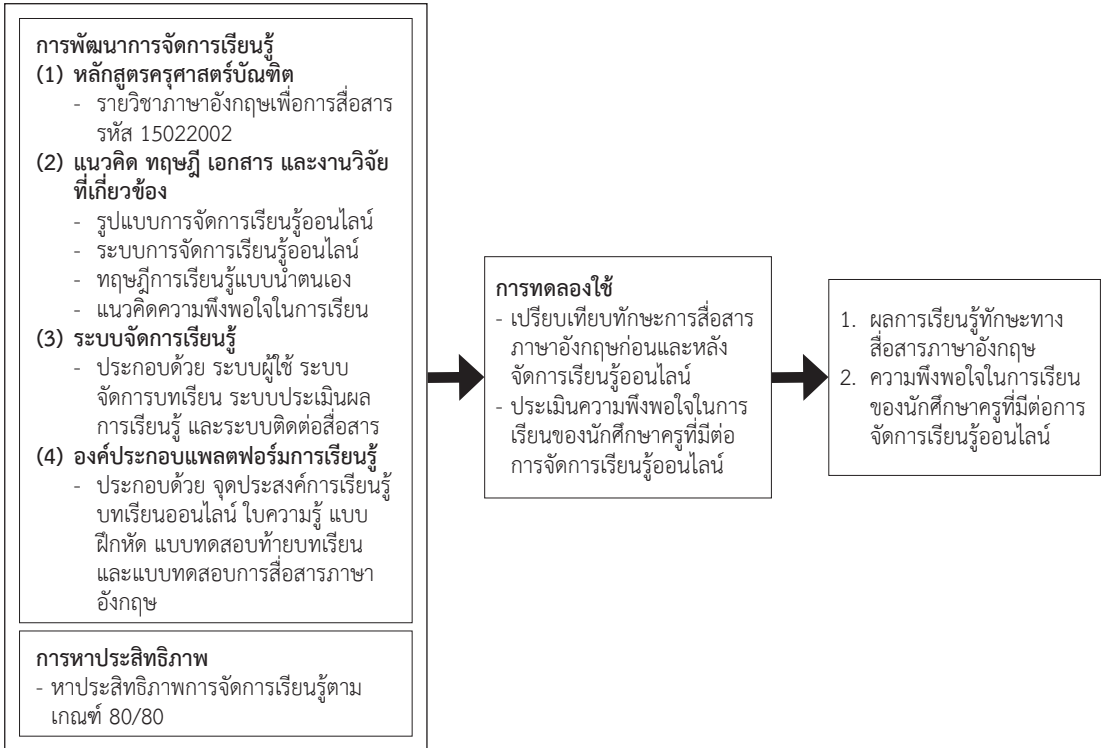 การพัฒนาการจัดการเรียนรู้
(1) หลักสูตรครุศาสตร์บัณฑิต
- รายวิชาภาษาอังกฤษเพื่อการสื่อสาร
รหัส 15022002
(2) แนวคิด ทฤษฎี เอกสาร และงานวิจัย
ที่เกี่ยวข้อง
- รูปแบบการจัดการเรียนรู้ออนไลน์
- ระบบการจัดการเรียนรู้ออนไลน์
- ทฤษฎีการเรียนรู้แบบนำตนเอง
- แนวคิดความพึงพอใจในการเรียน
(3) ระบบจัดการเรียนรู้
- ประกอบด้วย ระบบผู้ใช้ ระบบ
จัดการบทเรียน ระบบประเมินผล
การเรียนรู้ และระบบติดต่อสื่อสาร
(4) องค์ประกอบแพลตฟอร์มการเรียนรู้
- ประกอบด้วย จุดประสงค์การเรียนรู้
บทเรียนออนไลน์ ใบความรู้ แบบ
ฝึกหัด แบบทดสอบท้ายบทเรียน
และแบบทดสอบการสื่อสารภาษา
อังกฤษ
การหาประสิทธิภาพ
- หาประสิทธิภาพการจัดการเรียนรู้ตาม
เกณฑ์ 80/80
การทดลองใช้
- เปรียบเทียบทักษะการสื่อสาร
ภาษาอังกฤษก่อนและหลัง
จัดการเรียนรู้ออนไลน์
- ประเมินความพึงพอใจในการ
เรียนของนักศึกษาครูที่มีต่อ
การจัดการเรียนรู้ออนไลน์
1. ผลการเรียนรู้ทักษะทาง
สื่อสารภาษาอังกฤษ
2. ความพึงพอใจในการเรียน
ของนักศึกษาครูที่มีต่อการ
จัดการเรียนรู้ออนไลน์